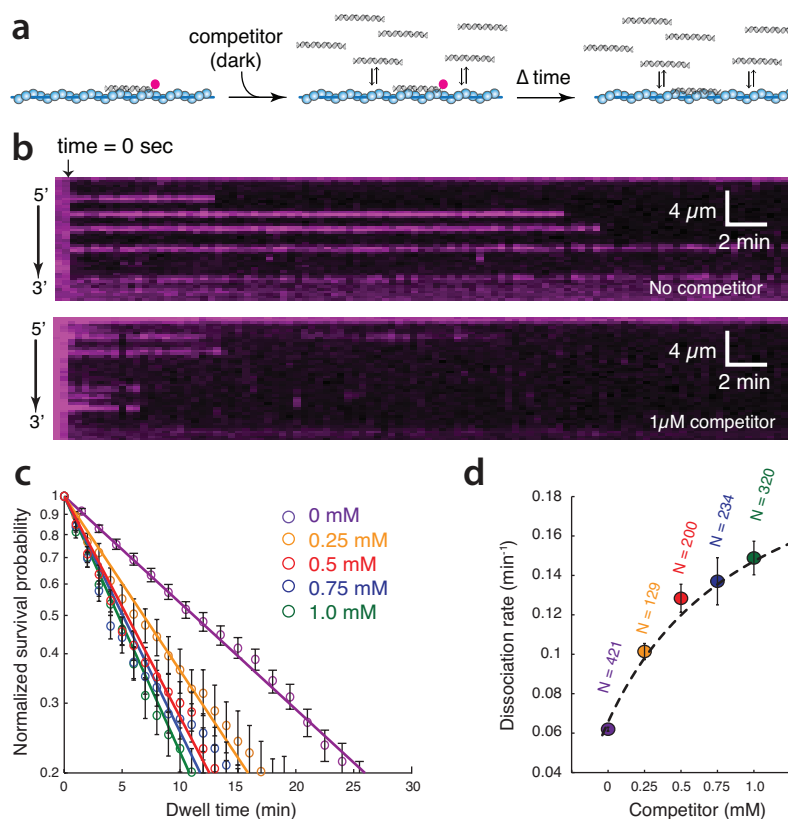 a
competitor
(dark)
Δ time
b
time = 0 sec
5’
3’
4 µm
2 min
No competitor
5’
3’
4 µm
2 min
1µM competitor
c
Normalized survival probability
1
0.9
0.8
0.7
0.6
0.5
0.4
0.3
0.2
0 5 10 15 20 25 30
Dwell time (min)
0 mM
0.25 mM
0.5 mM
0.75 mM
1.0 mM
d
Dissociation rate (min⁻¹)
0.18
0.16
0.14
0.12
0.1
0.08
0.06
0.04
N = 421
N = 129
N = 200
N = 234
N = 320
0 0.25 0.5 0.75 1.0
Competitor (mM)